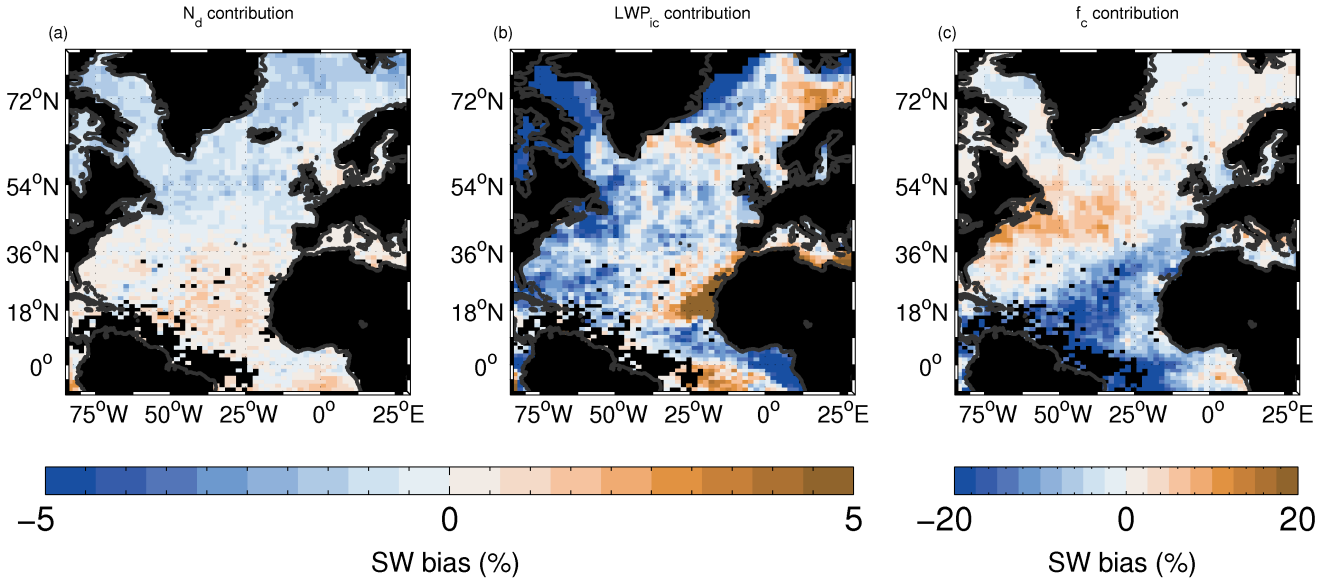 N_d contribution
(a)
72°N
54°N
36°N
18°N
0°
75°W 50°W 25°W 0° 25°E
LWP_ic contribution
(b)
72°N
54°N
36°N
18°N
0°
75°W 50°W 25°W 0° 25°E
f_c contribution
(c)
72°N
54°N
36°N
18°N
0°
75°W 50°W 25°W 0° 25°E
−5 0 5
SW bias (%)
−20 0 20
SW bias (%)